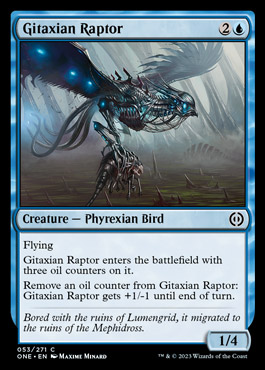 Gitaxian Raptor 2
Creature — Phyrexian Bird
Flying
Gitaxian Raptor enters the battlefield with
three oil counters on it.
Remove an oil counter from Gitaxian Raptor:
Gitaxian Raptor gets +1/-1 until end of turn.
Bored with the ruins of Lumengrid, it migrated to
the ruins of the Mephidross.
1/4
053/271 C
ONE • EN MAXIME MINARD
™ & © 2023 Wizards of the Coast